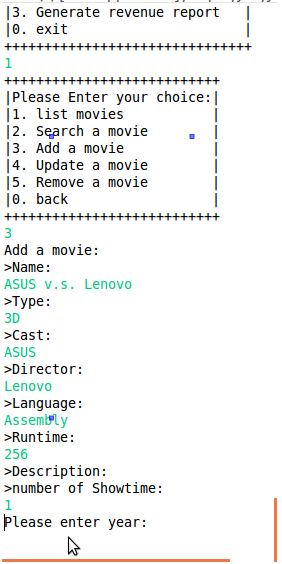 |3. Generate revenue report   |
|0. exit                      |
+++++++++++++++++++++++++++++++
1
+++++++++++++++++++++++++++
|Please Enter your choice:|
|1. list movies           |
|2. Search a movie        |
|3. Add a movie           |
|4. Update a movie        |
|5. Remove a movie        |
|0. back                  |
+++++++++++++++++++++++++++
3
Add a movie:
>Name:
ASUS v.s. Lenovo
>Type:
3D
>Cast:
ASUS
>Director:
Lenovo
>Language:
Assembly
>Runtime:
256
>Description:
>number of Showtime:
1
Please enter year: